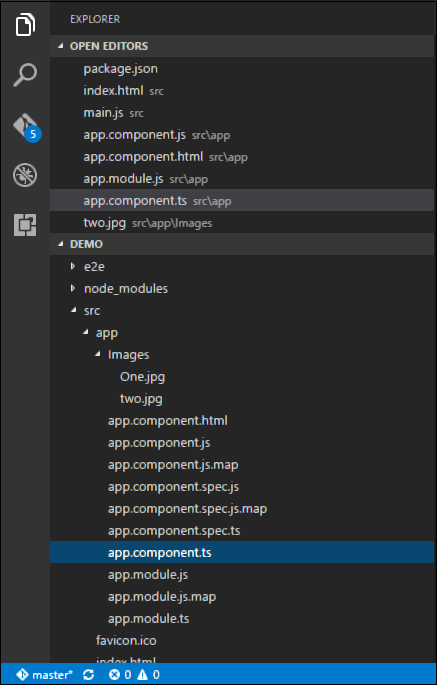 EXPLORER
OPEN EDITORS
package.json
index.html src
main.js src
app.component.js src\app
app.component.html src\app
app.module.js src\app
app.component.ts src\app
two.jpg src\app\Images
5
DEMO
e2e
node_modules
src
app
Images
One.jpg
two.jpg
app.component.html
app.component.js
app.component.js.map
app.component.spec.js
app.component.spec.js.map
app.component.spec.ts
app.component.ts
app.module.js
app.module.js.map
app.module.ts
favicon.ico
index.html
master* 0 0